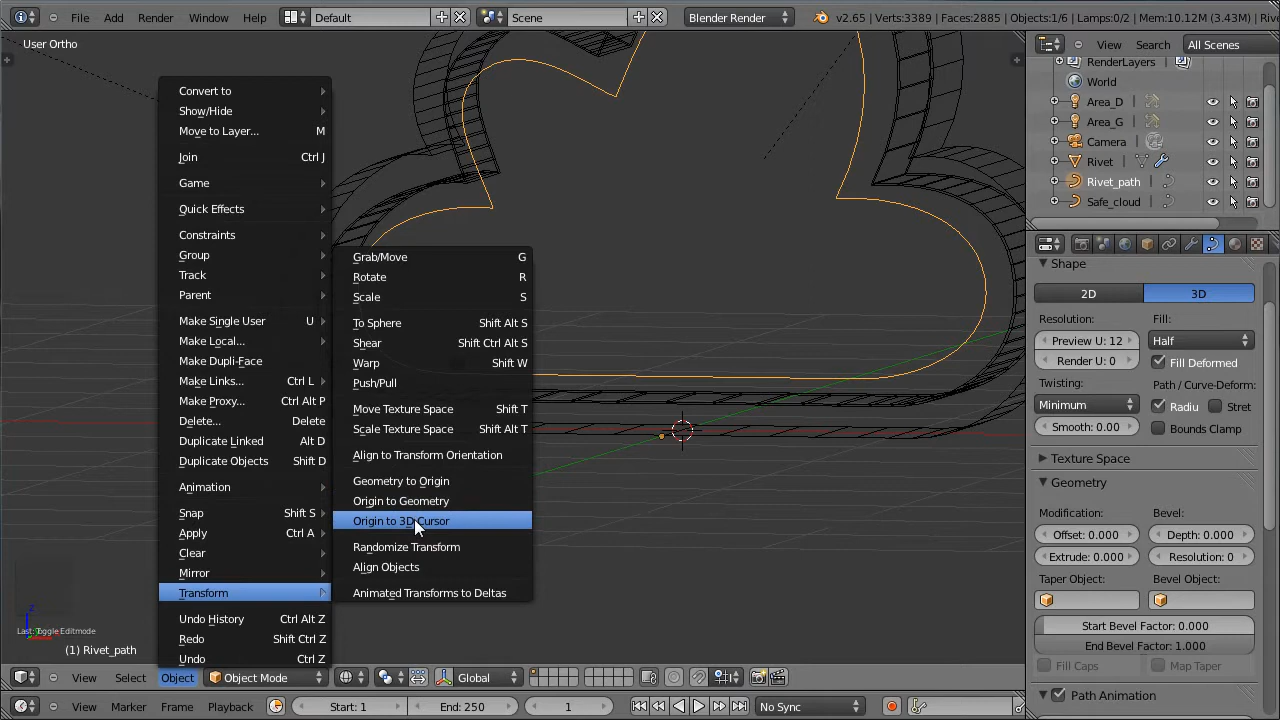 File Add Render Window Help Default Scene Blender Render v2.65 | Verts:3389 | Faces:2885 | Objects:1/6 | Lamps:0/2 | Mem:10.12M (3.43M) | Rivet
User Ortho
View Search All Scenes
RenderLayers
World
Area_D
Area_G
Camera
Rivet
Rivet_path
Safe_cloud
Convert to
Show/Hide
Move to Layer... M
Join Ctrl J
Game
Quick Effects
Constraints
Group
Track
Parent
Make Single User U
Make Local...
Make Dupli-Face
Make Links... Ctrl L
Make Proxy... Ctrl Alt P
Delete... Delete
Duplicate Linked Alt D
Duplicate Objects Shift D
Animation
Snap Shift S
Apply Ctrl A
Clear
Mirror
Transform
Undo History Ctrl Alt Z
Redo Shift Ctrl Z
Undo Ctrl Z
Grab/Move G
Rotate R
Scale S
To Sphere Shift Alt S
Shear Shift Ctrl Alt S
Warp Shift W
Push/Pull
Move Texture Space Shift T
Scale Texture Space Shift Alt T
Align to Transform Orientation
Geometry to Origin
Origin to Geometry
Origin to 3D Cursor
Randomize Transform
Align Objects
Animated Transforms to Deltas
Shape
2D 3D
Resolution: Fill:
Preview U: 12 Half
Render U: 0 Fill Deformed
Twisting: Path / Curve-Deform:
Minimum Radiu Stret
Smooth: 0.00 Bounds Clamp
Texture Space
Geometry
Modification: Bevel:
Offset: 0.000 Depth: 0.000
Extrude: 0.000 Resolution: 0
Taper Object: Bevel Object:
Start Bevel Factor: 0.000
End Bevel Factor: 1.000
Fill Caps Map Taper
Path Animation
z
Last: Toggle Editmode
(1) Rivet_path
View Select Object Object Mode Global
View Marker Frame Playback Start: 1 End: 250 1 No Sync